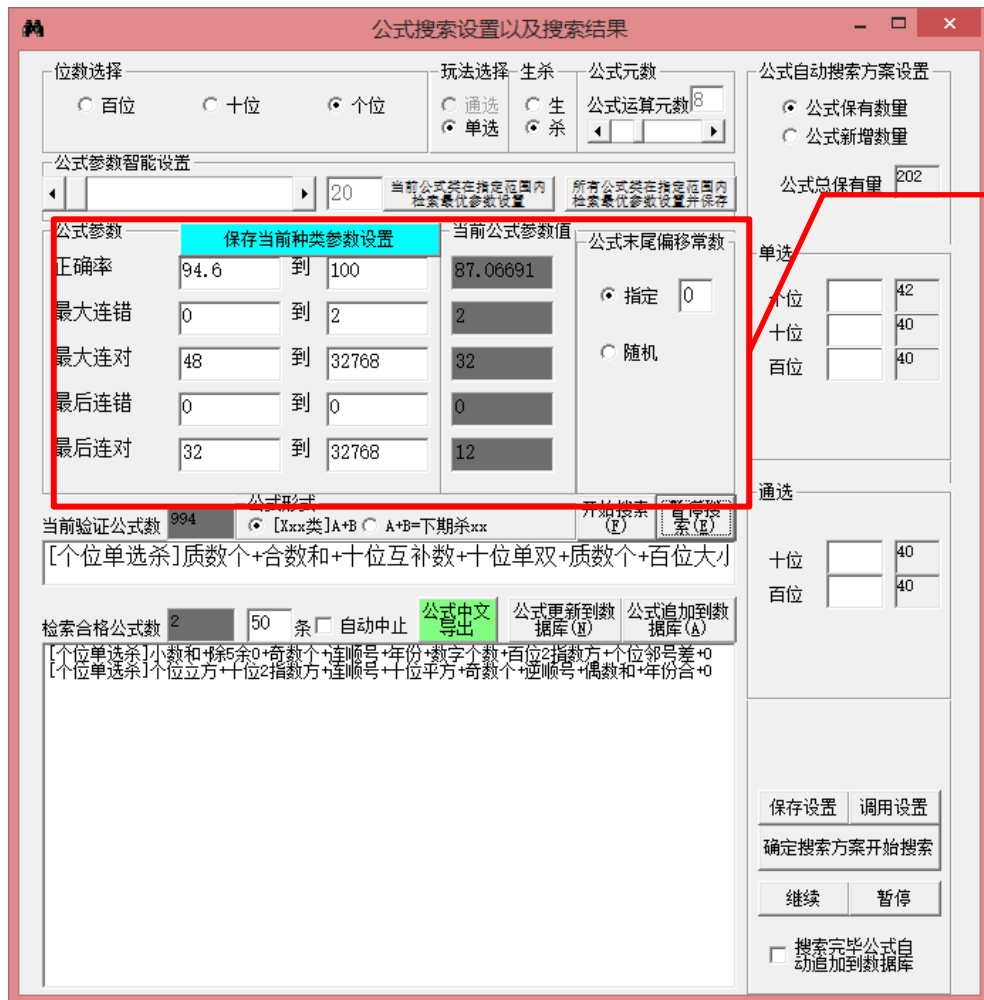 公式搜索设置以及搜索结果
位数选择
百位 十位 个位
玩法选择
通选
单选
生杀
生
杀
公式元数
公式运算元数 8
公式自动搜索方案设置
公式保有数量
公式新增数量
公式总保有量 202
公式参数智能设置
20
当前公式类在指定范围内
检索最优参数设置
所有公式类在指定范围内
检索最优参数设置并保存
公式参数 保存当前种类参数设置 当前公式参数值
正确率 94.6 到 100 87.06691
最大连错 0 到 2 2
最大连对 48 到 32768 32
最后连错 0 到 0 0
最后连对 32 到 32768 12
公式末尾偏移常数
指定 0
随机
单选
个位 42
十位 40
百位 40
当前验证公式数 994
公式形式
[Xxx类]A+B A+B=下期杀xx
开始搜索
(F)
暂停搜
索(E)
[个位单选杀]质数个+合数和+十位互补数+十位单双+质数个+百位大小
通选
十位 40
百位 40
检索合格公式数 2 50 条 自动中止
公式中文
导出
公式更新到数
据库(N)
公式追加到数
据库(A)
[个位单选杀]小数和+除5余0+奇数个+连顺号+年份+数字个数+百位2指数方+个位邻号差+0
[个位单选杀]个位立方+十位2指数方+连顺号+十位平方+奇数个+逆顺号+偶数和+年份合+0
保存设置 调用设置
确定搜索方案开始搜索
继续 暂停
搜索完毕公式自
动追加到数据库